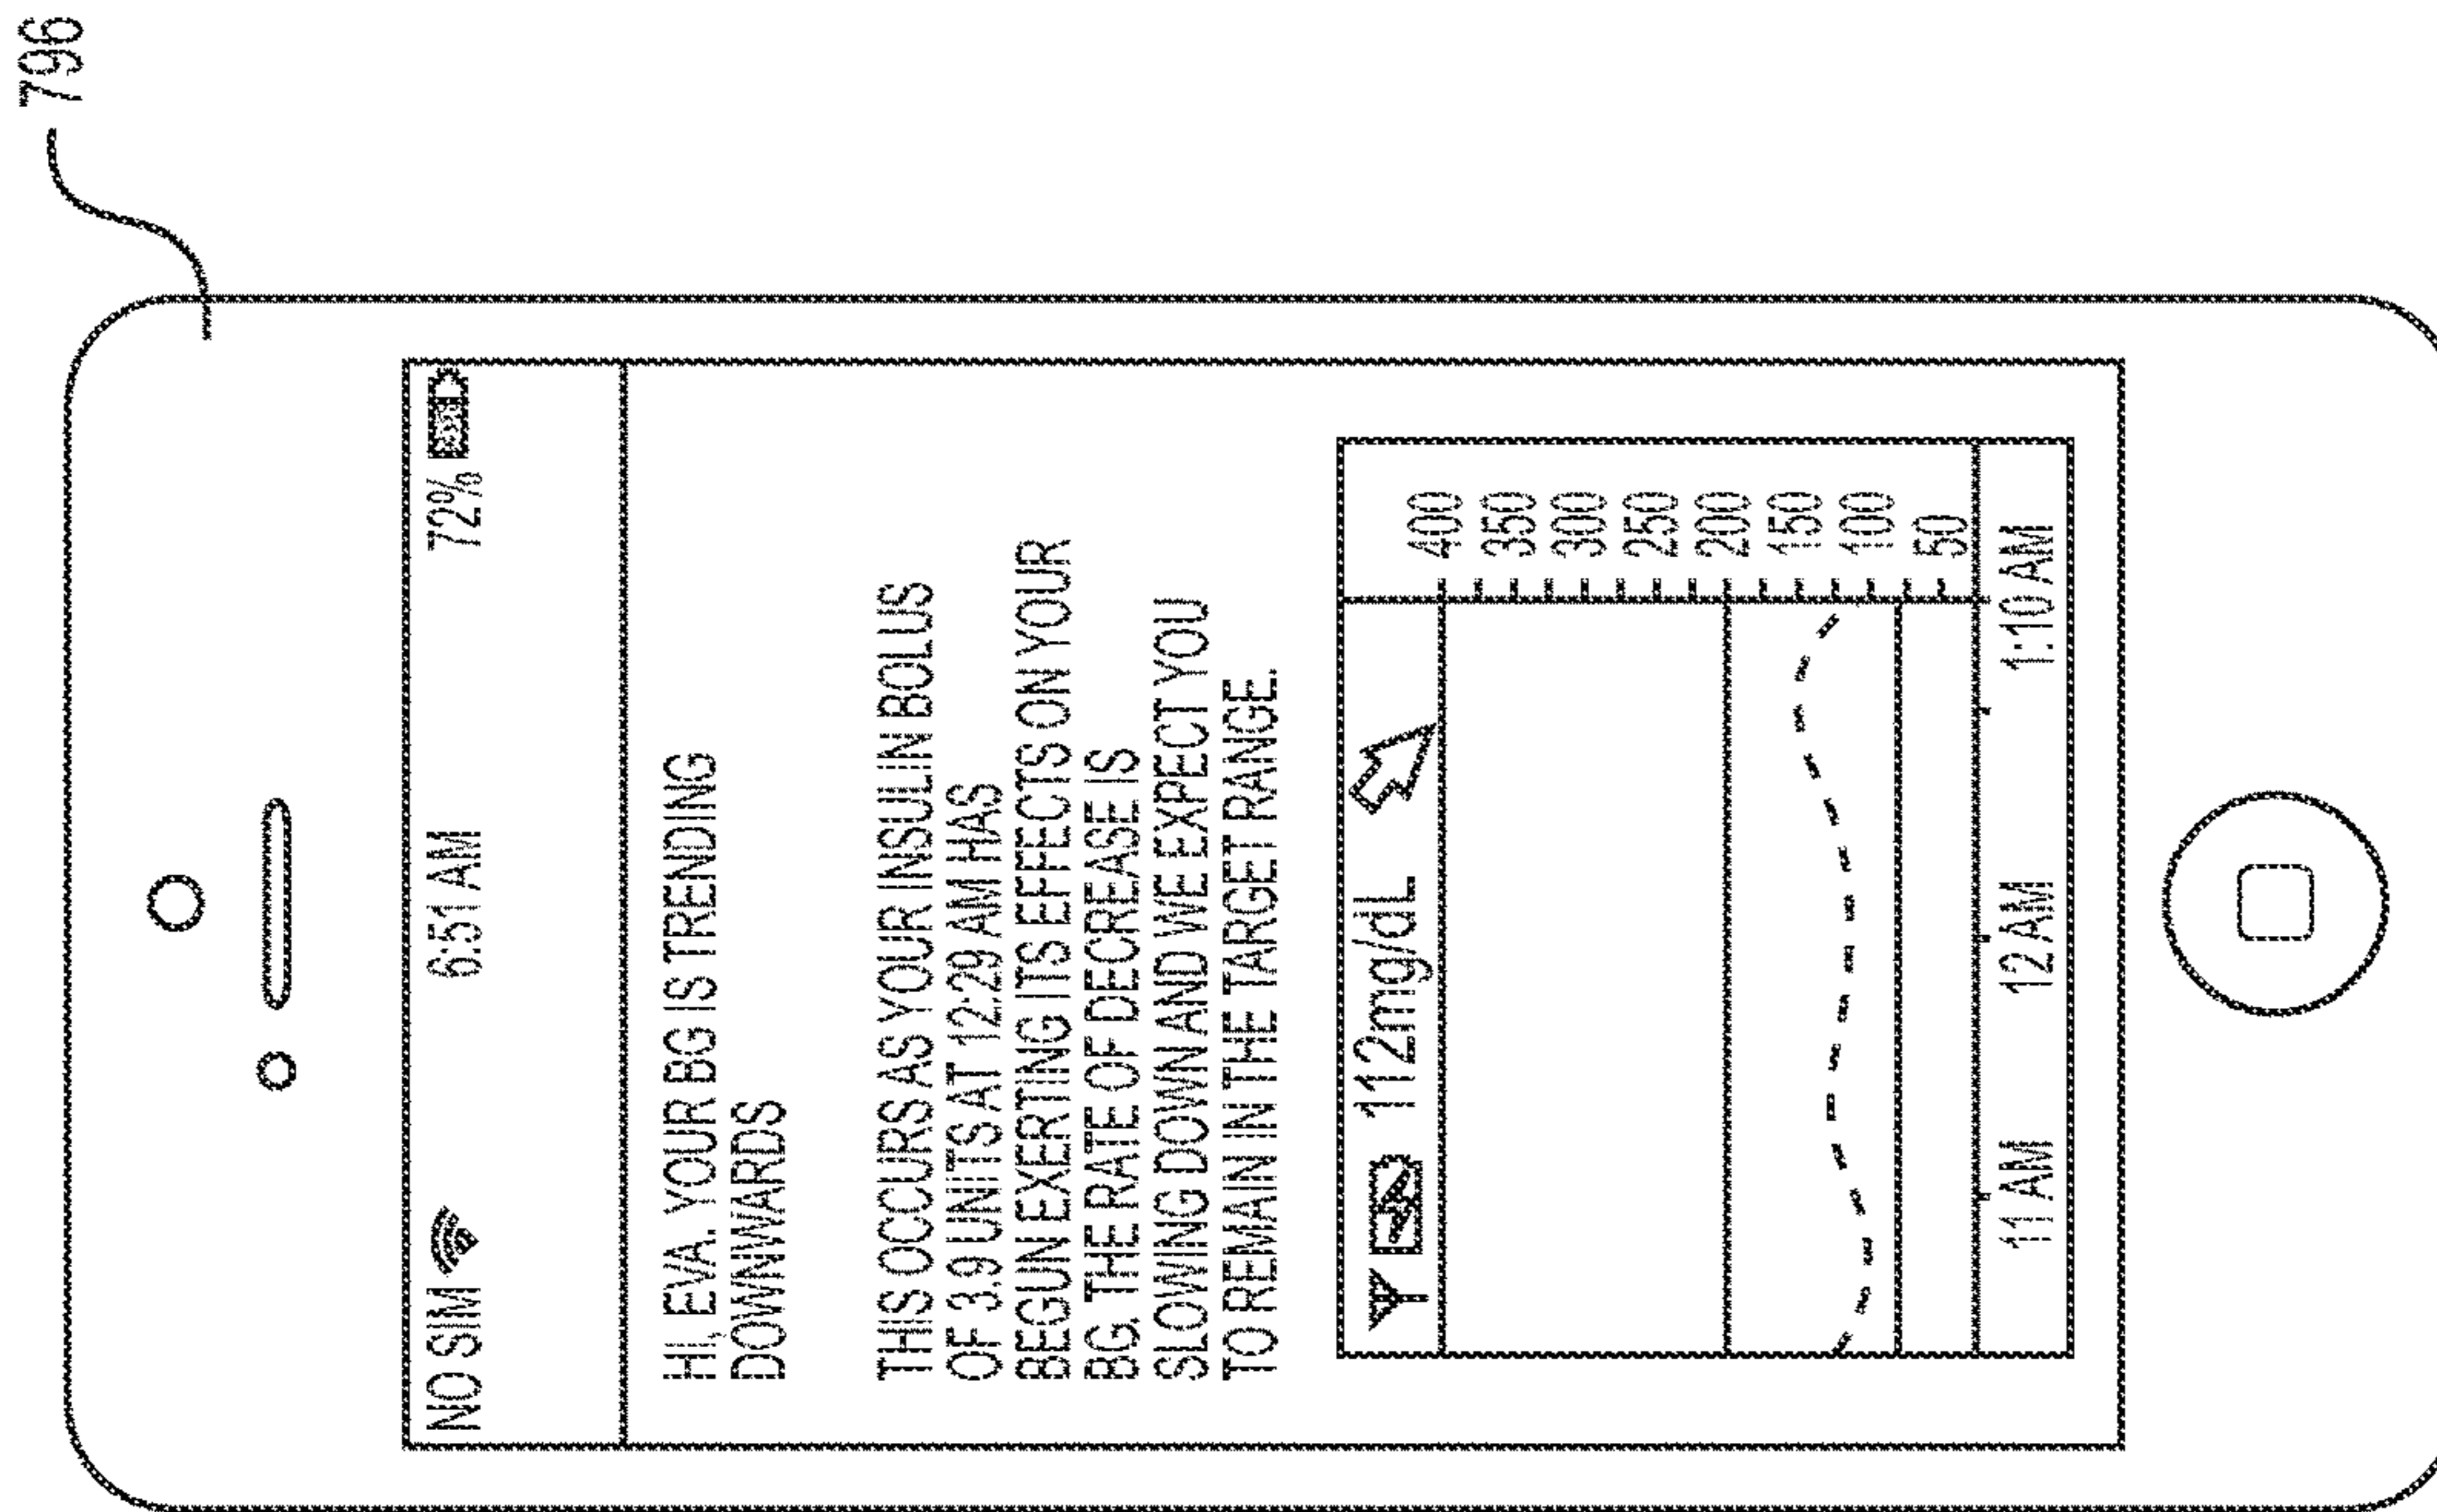 796
NO SIM 6:51 AM 72%
HI, EVA. YOUR BG IS TRENDING
DOWNWARDS
THIS OCCURS AS YOUR INSULIN BOLUS
OF 3.9 UNITS AT 12:29 AM HAS
BEGUN EXERTING ITS EFFECTS ON YOUR
BG. THE RATE OF DECREASE IS
SLOWING DOWN AND WE EXPECT YOU
TO REMAIN IN THE TARGET RANGE.
112mg/dL
400
350
300
250
200
150
100
50
11 AM 12 AM 1:10 AM